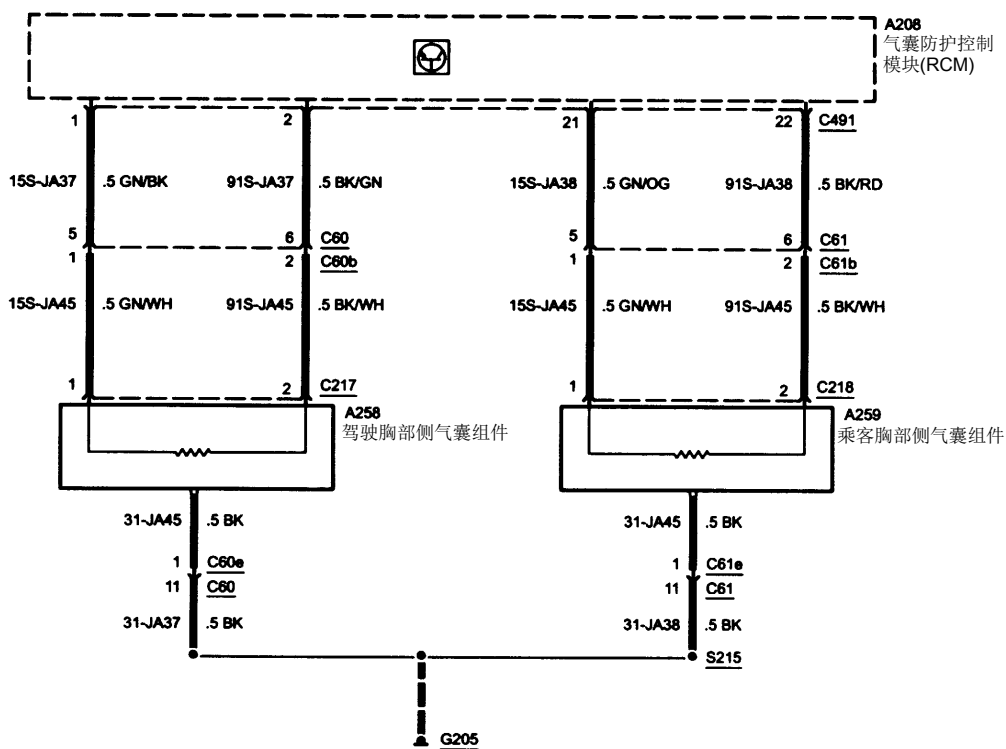 A208
气囊防护控制
模块(RCM)
1
2
21
22
C491
15S-JA37
.5 GN/BK
91S-JA37
.5 BK/GN
15S-JA38
.5 GN/OG
91S-JA38
.5 BK/RD
5
6
C60
5
6
C61
1
2
C60b
1
2
C61b
15S-JA45
.5 GN/WH
91S-JA45
.5 BK/WH
15S-JA45
.5 GN/WH
91S-JA45
.5 BK/WH
1
2
C217
1
2
C218
A258
驾驶胸部侧气囊组件
A259
乘客胸部侧气囊组件
31-JA45
.5 BK
31-JA45
.5 BK
1
C60e
1
C61e
11
C60
11
C61
31-JA37
.5 BK
31-JA38
.5 BK
S215
G205